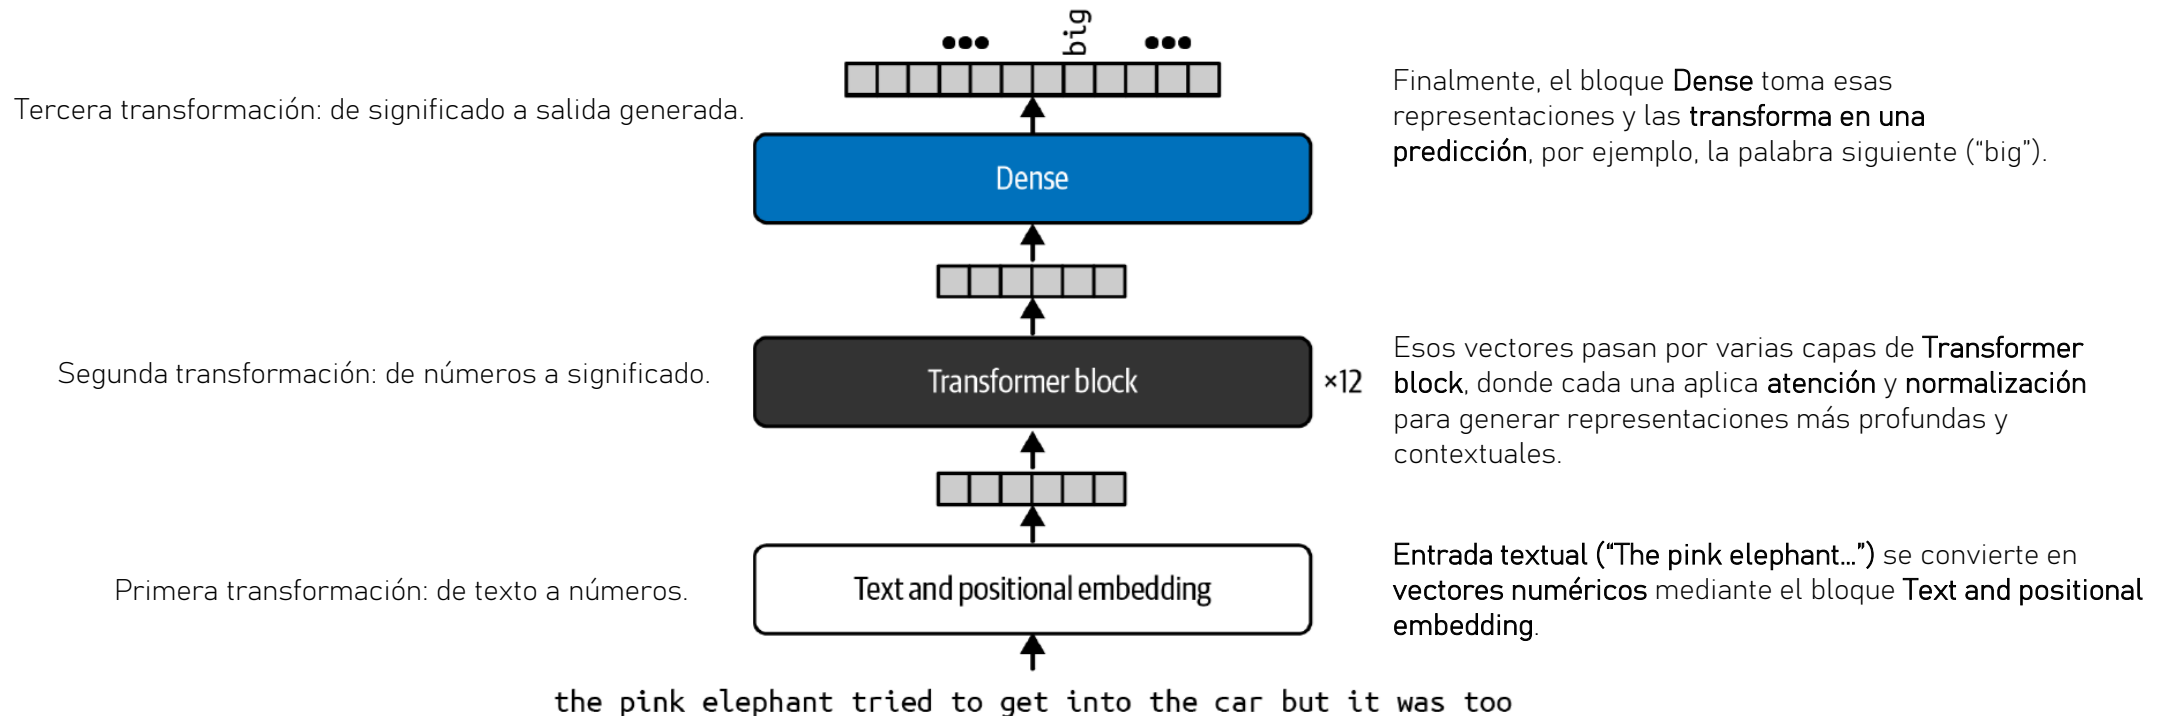 big
Tercera transformación: de significado a salida generada.
Dense
Finalmente, el bloque Dense toma esas
representaciones y las transforma en una
predicción, por ejemplo, la palabra siguiente (“big”).
Segunda transformación: de números a significado.
Transformer block
×12
Esos vectores pasan por varias capas de Transformer
block, donde cada una aplica atención y normalización
para generar representaciones más profundas y
contextuales.
Primera transformación: de texto a números.
Text and positional embedding
Entrada textual (“The pink elephant…”) se convierte en
vectores numéricos mediante el bloque Text and positional
embedding.
the pink elephant tried to get into the car but it was too